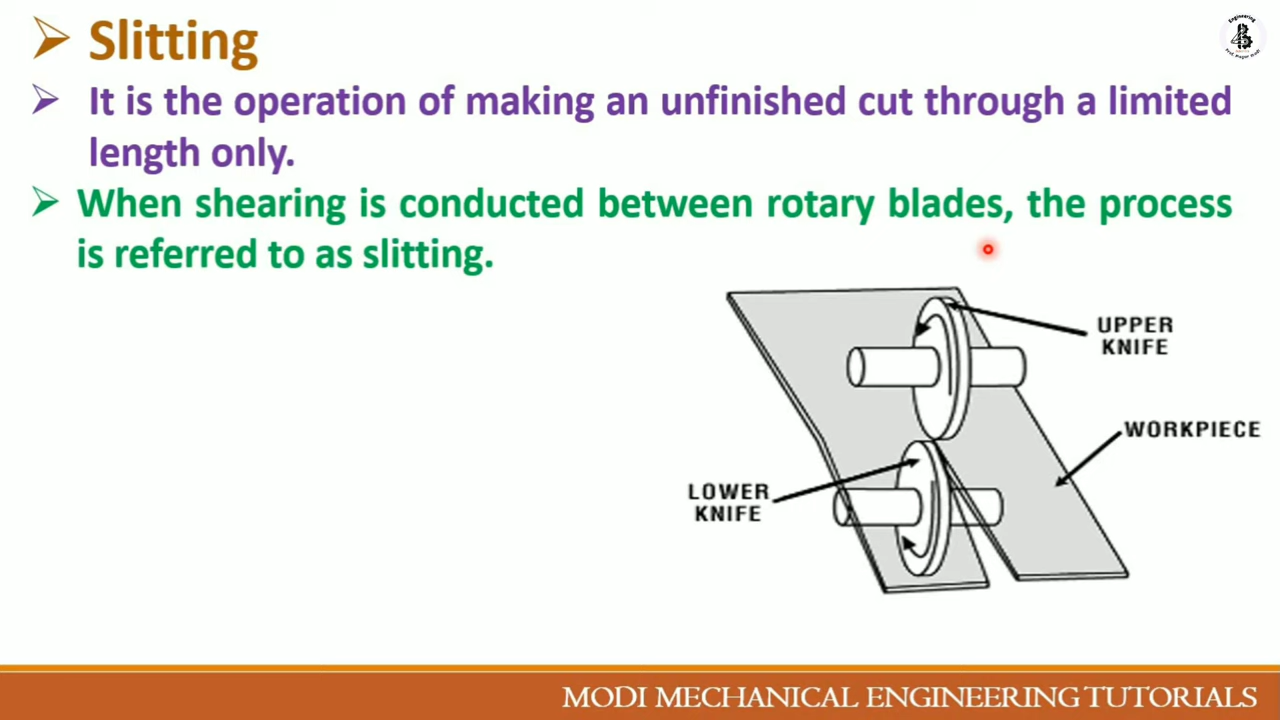 Slitting
It is the operation of making an unfinished cut through a limited
length only.
When shearing is conducted between rotary blades, the process
is referred to as slitting.
UPPER
KNIFE
WORKPIECE
LOWER
KNIFE
MODI MECHANICAL ENGINEERING TUTORIALS
Engineering